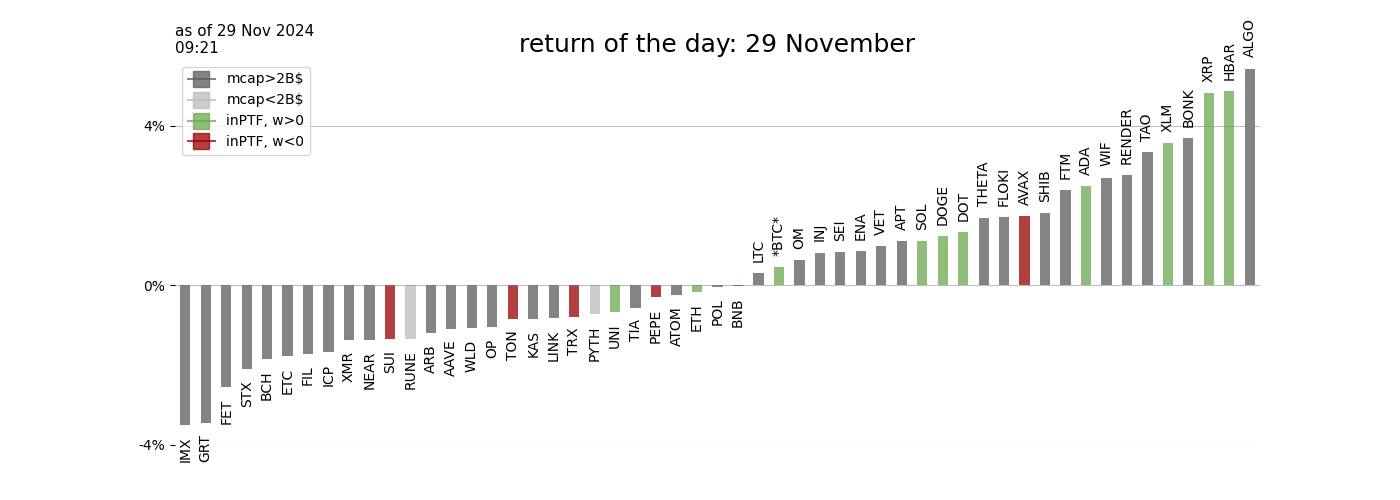 as of 29 Nov 2024
09:21
return of the day: 29 November
mcap>2B$
mcap<2B$
inPTF, w>0
inPTF, w<0
4%
0%
-4%
IMX
GRT
FET
STX
BCH
ETC
FIL
ICP
XMR
NEAR
SUI
RUNE
ARB
AAVE
WLD
OP
TON
KAS
LINK
TRX
PYTH
UNI
TIA
PEPE
ATOM
ETH
POL
BNB
LTC
*BTC*
OM
INJ
SEI
ENA
VET
APT
SOL
DOGE
DOT
THETA
FLOKI
AVAX
SHIB
FTM
ADA
WIF
RENDER
TAO
XLM
BONK
XRP
HBAR
ALGO